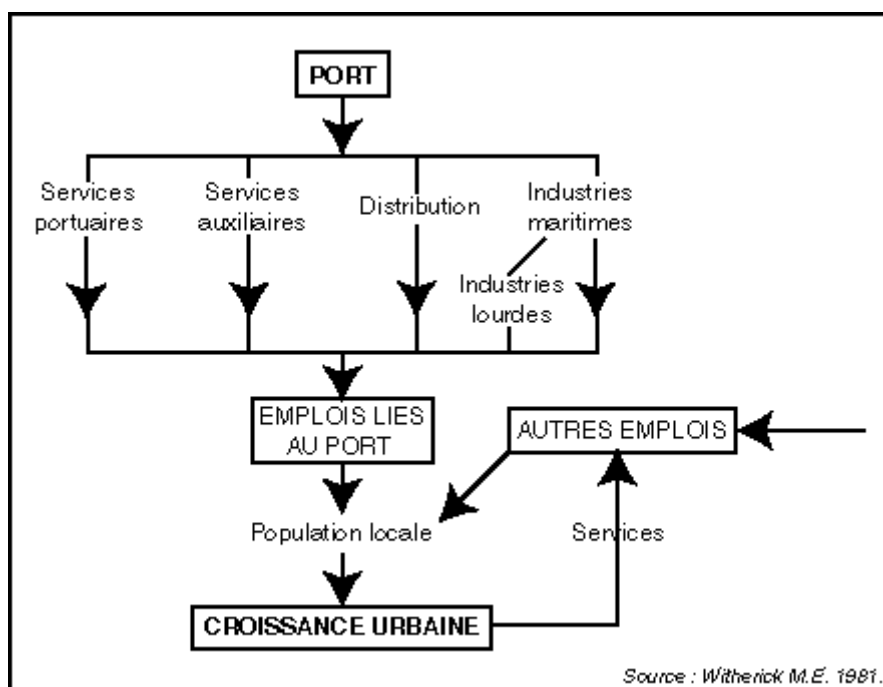 PORT
Services
portuaires
Services
auxiliaires
Distribution
Industries
maritimes
Industries
lourdes
EMPLOIS LIES
AU PORT
AUTRES EMPLOIS
Population locale
Services
CROISSANCE URBAINE
Source : Witherick M.E. 1981.